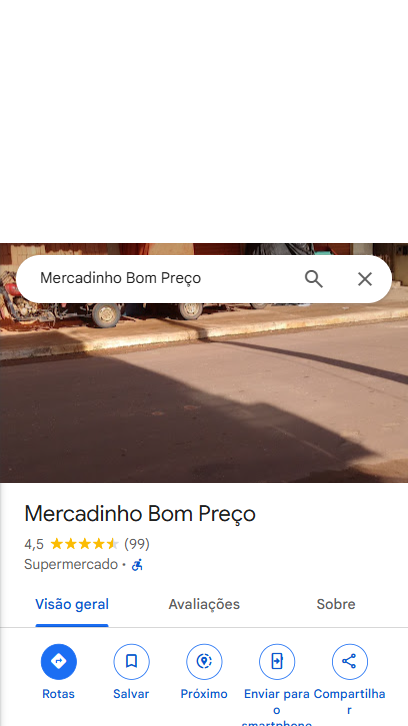 Mercadinho Bom Preço
Mercadinho Bom Preço
4,5 (99)
Supermercado ·
Visão geral Avaliações Sobre
Rotas Salvar Próximo Enviar para o smartphone Compartilhar